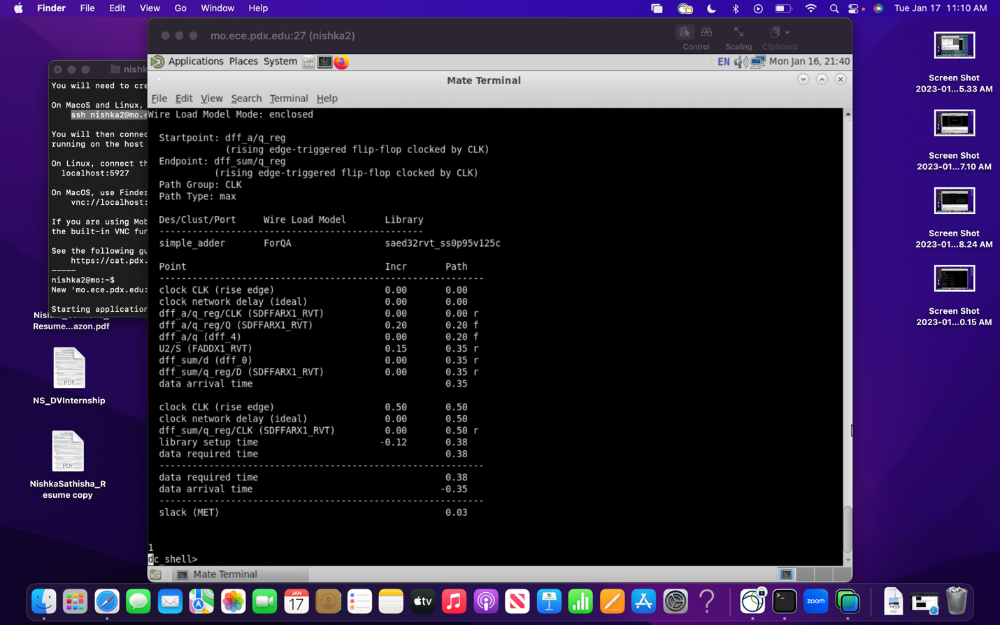 Finder File Edit View Go Window Help
Tue Jan 17 11:10 AM
mo.ece.pdx.edu:27 (nishka2)
Control Scaling Clipboard
Applications Places System
EN Mon Jan 16, 21:40
Mate Terminal
File Edit View Search Terminal Help
Wire Load Model Mode: enclosed
Startpoint: dff_a/q_reg
(rising edge-triggered flip-flop clocked by CLK)
Endpoint: dff_sum/q_reg
(rising edge-triggered flip-flop clocked by CLK)
Path Group: CLK
Path Type: max
Des/Clust/Port Wire Load Model Library
------------------------------------------------
simple_adder ForQA saed32rvt_ss0p95v125c
Point Incr Path
-----------------------------------------------------------
clock CLK (rise edge) 0.00 0.00
clock network delay (ideal) 0.00 0.00
dff_a/q_reg/CLK (SDFFARX1_RVT) 0.00 0.00 r
dff_a/q_reg/Q (SDFFARX1_RVT) 0.20 0.20 f
dff_a/q (dff_4) 0.00 0.20 f
U2/S (FADDX1_RVT) 0.15 0.35 r
dff_sum/d (dff_0) 0.00 0.35 r
dff_sum/q_reg/D (SDFFARX1_RVT) 0.00 0.35 r
data arrival time 0.35
clock CLK (rise edge) 0.50 0.50
clock network delay (ideal) 0.00 0.50
dff_sum/q_reg/CLK (SDFFARX1_RVT) 0.00 0.50 r
library setup time -0.12 0.38
data required time 0.38
-----------------------------------------------------------
data required time 0.38
data arrival time -0.35
-----------------------------------------------------------
slack (MET) 0.03
1
dc_shell>
Mate Terminal
nishk
You will need to cre
On MacOS and Linux,
ssh nishka2@mo.e
You will then connec
running on the host
On Linux, connect th
localhost:5927
On MacOS, use Finder
vnc://localhost:
If you are using Mob
the built-in VNC fun
See the following gu
https://cat.pdx.
-----
nishka2@mo:~$
New 'mo.ece.pdx.edu:
Starting application
Resume...azon.pdf
PDF
NS_DVInternship
PDF
NishkaSathisha_R
esume copy
Screen Shot
2023-01...5.33 AM
Screen Shot
2023-01...7.10 AM
Screen Shot
2023-01...8.24 AM
Screen Shot
2023-01...0.15 AM
JAN
17
tv
zoom
PDF